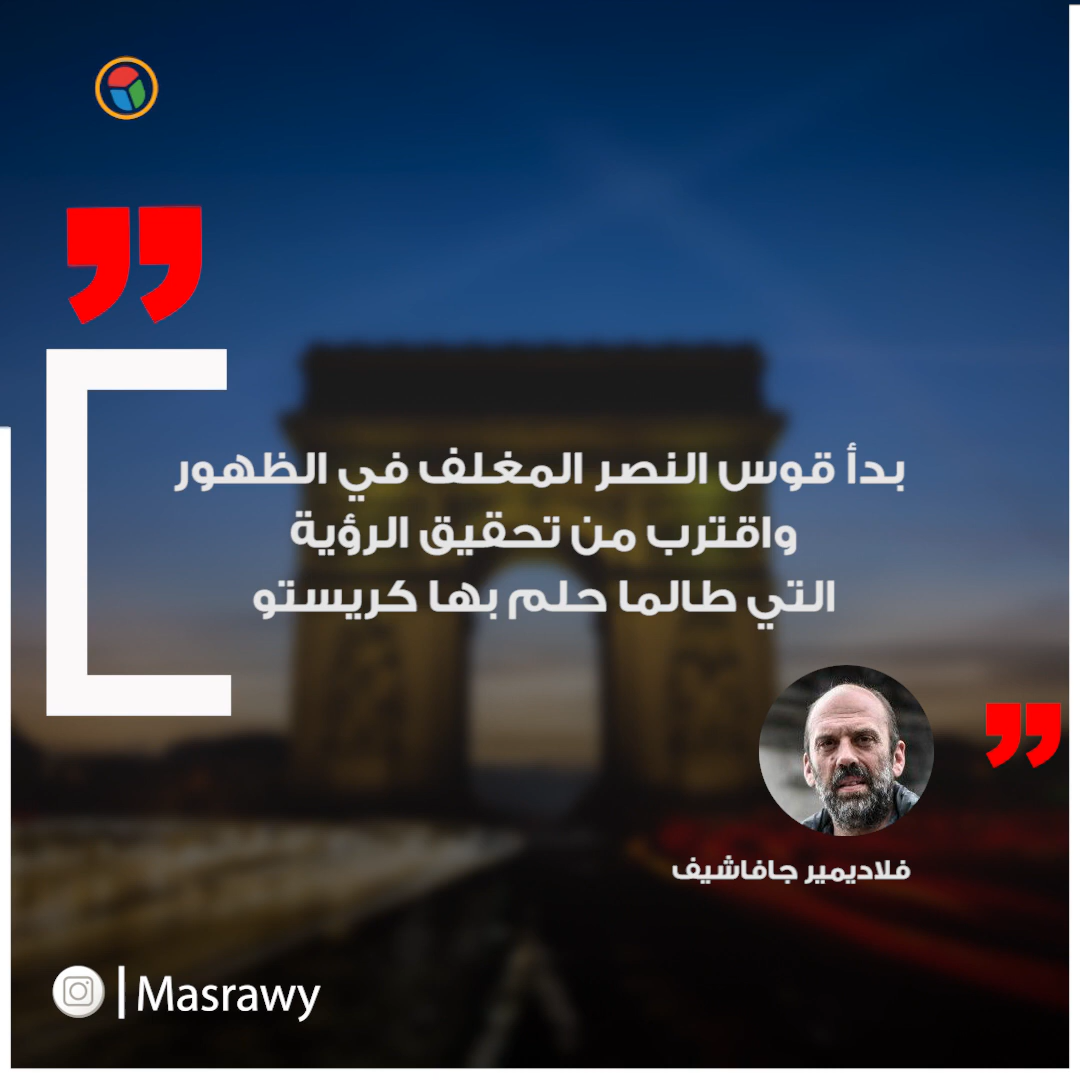 بدأ قوس النصر المغلف في الظهور
واقترب من تحقيق الرؤية
التي طالما حلم بها كريستو
فلاديمير جافاشيف
Masrawy